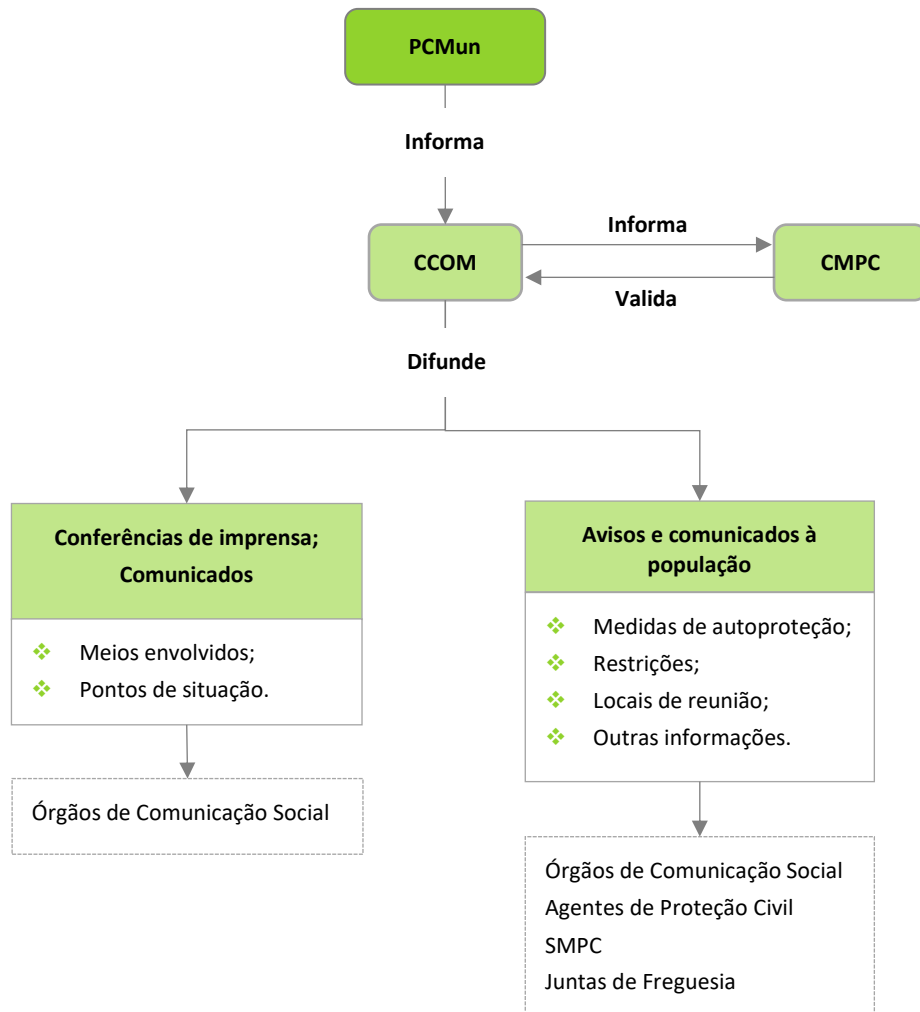 PCMun
Informa
Informa
CCOM
CMPC
Valida
Difunde
Conferências de imprensa;
Comunicados
Meios envolvidos;
Pontos de situação.
Órgãos de Comunicação Social
Avisos e comunicados à
população
Medidas de autoproteção;
Restrições;
Locais de reunião;
Outras informações.
Órgãos de Comunicação Social
Agentes de Proteção Civil
SMPC
Juntas de Freguesia